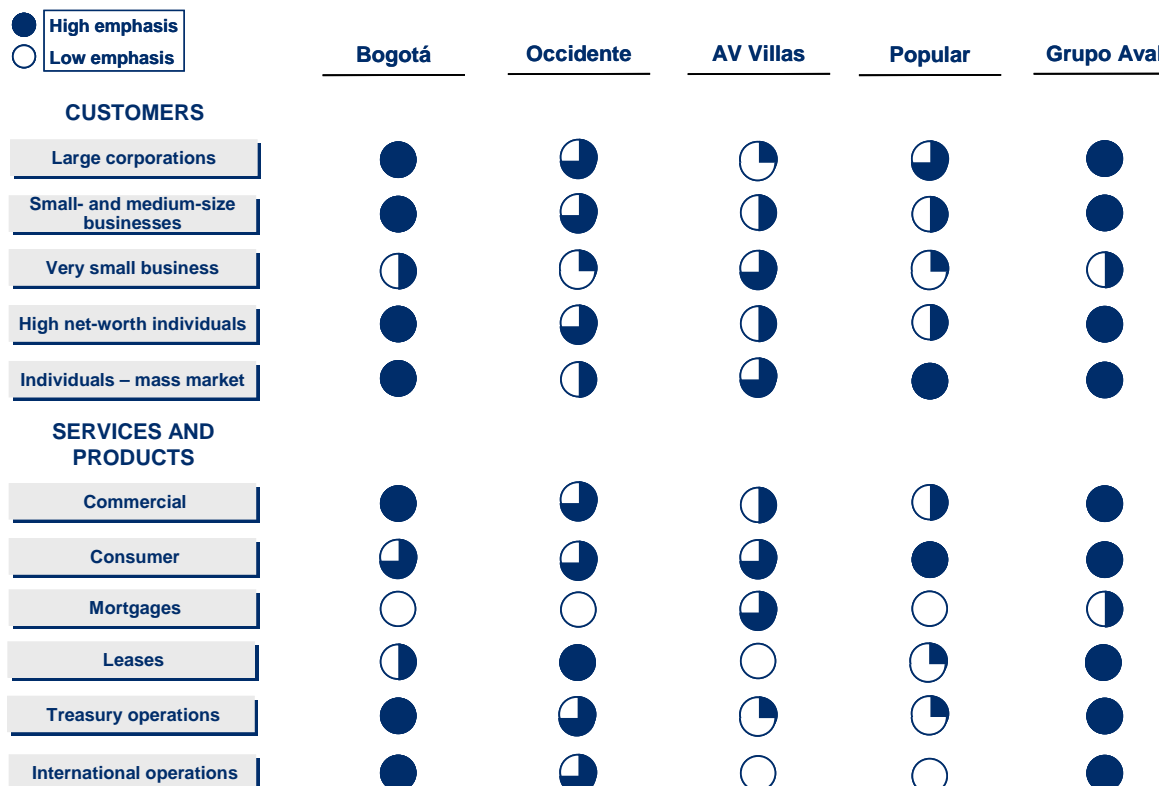 High emphasis
Low emphasis
Bogotá Occidente AV Villas Popular Grupo Aval
CUSTOMERS
Large corporations
Small- and medium-size
businesses
Very small business
High net-worth individuals
Individuals – mass market
SERVICES AND
PRODUCTS
Commercial
Consumer
Mortgages
Leases
Treasury operations
International operations